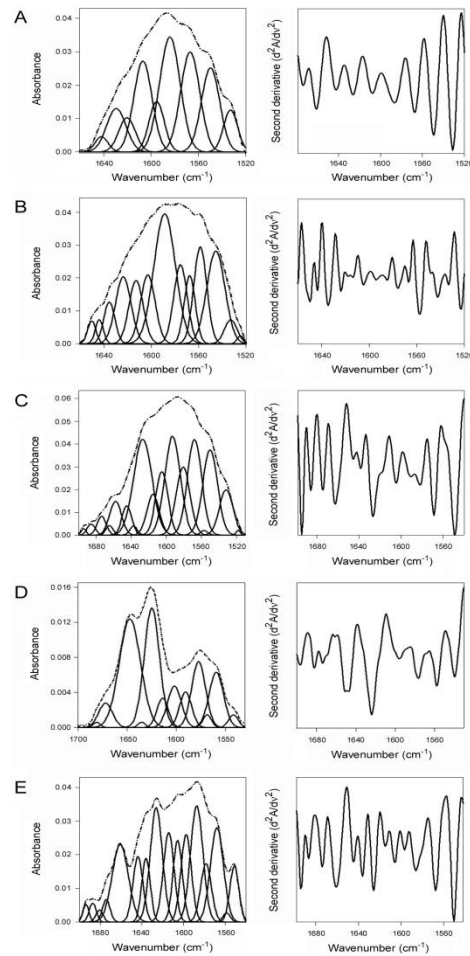 A
Absorbance
0.04
0.03
0.02
0.01
0.00
1640 1600 1560 1520
Wavenumber (cm⁻¹)
Second derivative (d²A/dv²)
1640 1600 1560 1520
Wavenumber (cm⁻¹)
B
Absorbance
0.04
0.03
0.02
0.01
0.00
1640 1600 1560 1520
Wavenumber (cm⁻¹)
Second derivative (d²A/dv²)
1640 1600 1560 1520
Wavenumber (cm⁻¹)
C
Absorbance
0.06
0.05
0.04
0.03
0.02
0.01
0.00
1680 1640 1600 1560 1520
Wavenumber (cm⁻¹)
Second derivative (d²A/dv²)
1680 1640 1600 1560
Wavenumber (cm⁻¹)
D
Absorbance
0.016
0.012
0.008
0.004
0.000
1700 1650 1600 1550
Wavenumber (cm⁻¹)
Second derivative (d²A/dv²)
1680 1640 1600 1560
Wavenumber (cm⁻¹)
E
Absorbance
0.04
0.03
0.02
0.01
0.00
1680 1640 1600 1560
Wavenumber (cm⁻¹)
Second derivative (d²A/dv²)
1680 1640 1600 1560
Wavenumber (cm⁻¹)